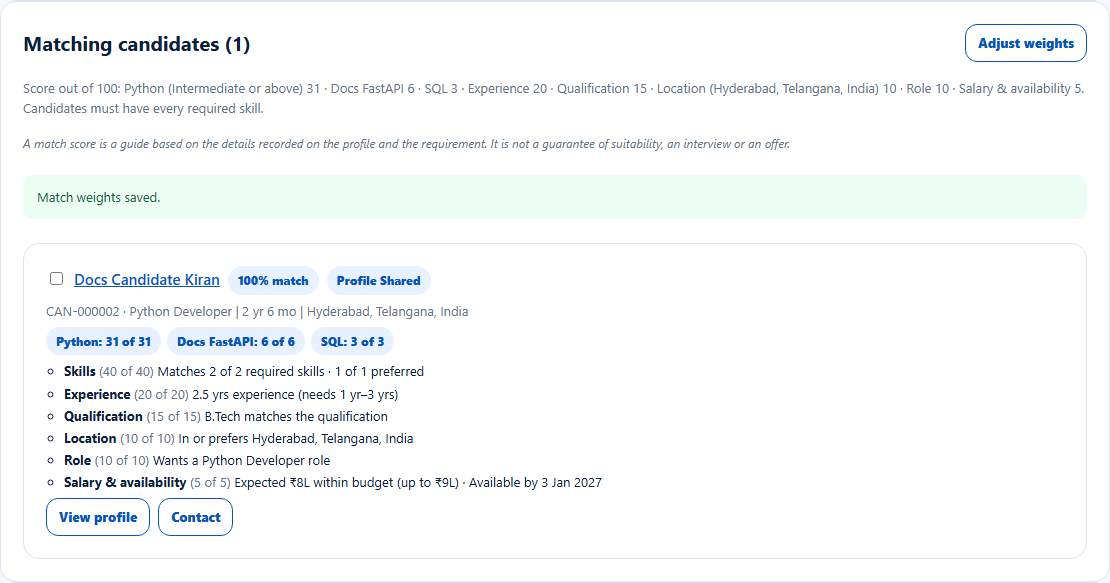 Matching candidates (1)
Adjust weights
Score out of 100: Python (Intermediate or above) 31 · Docs FastAPI 6 · SQL 3 · Experience 20 · Qualification 15 · Location (Hyderabad, Telangana, India) 10 · Role 10 · Salary & availability 5.
Candidates must have every required skill.
A match score is a guide based on the details recorded on the profile and the requirement. It is not a guarantee of suitability, an interview or an offer.
Match weights saved.
Docs Candidate Kiran 100% match Profile Shared
CAN-000002 · Python Developer | 2 yr 6 mo | Hyderabad, Telangana, India
Python: 31 of 31 Docs FastAPI: 6 of 6 SQL: 3 of 3
Skills (40 of 40) Matches 2 of 2 required skills · 1 of 1 preferred
Experience (20 of 20) 2.5 yrs experience (needs 1 yr–3 yrs)
Qualification (15 of 15) B.Tech matches the qualification
Location (10 of 10) In or prefers Hyderabad, Telangana, India
Role (10 of 10) Wants a Python Developer role
Salary & availability (5 of 5) Expected ₹8L within budget (up to ₹9L) · Available by 3 Jan 2027
View profile Contact